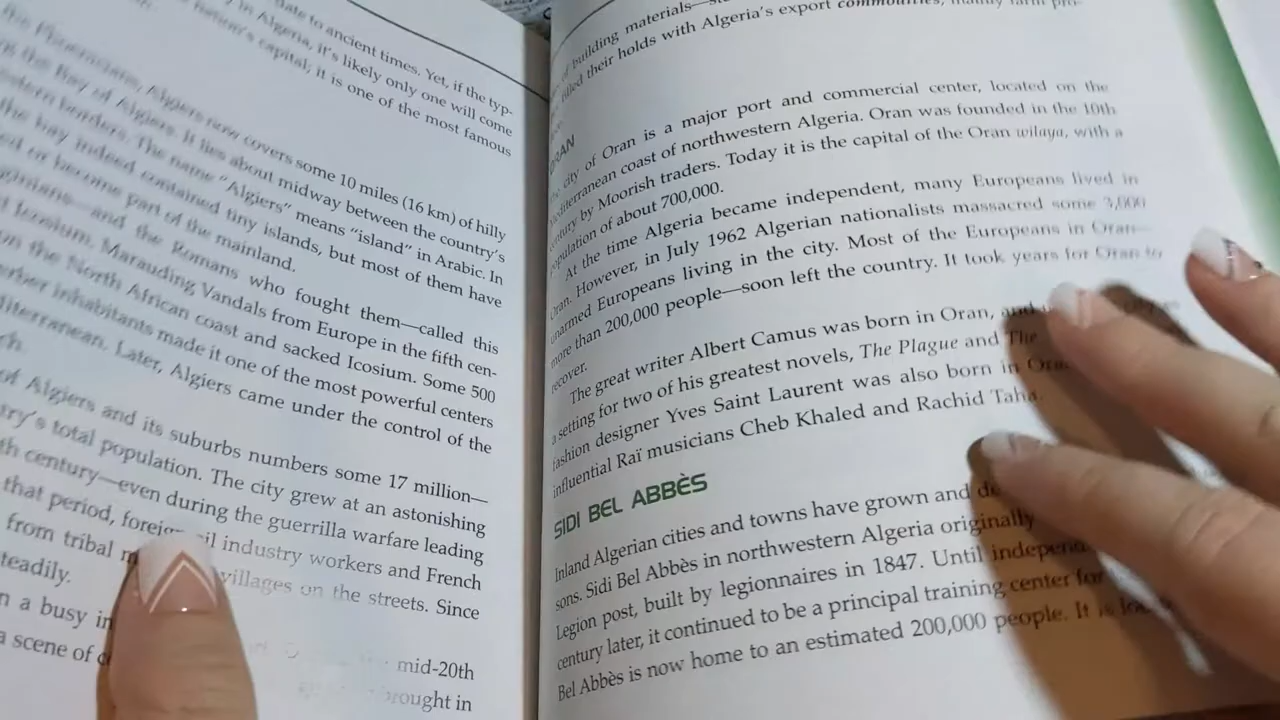 date to ancient times. Yet, if the typ-
in Algeria, it's likely only one will come
capital; it is one of the most famous
Algiers now covers some 10 miles (16 km) of hilly
the Bay of Algiers. It lies about midway between the country's
borders. The name "Algiers" means "island" in Arabic. In
the bay indeed contained tiny islands, but most of them have
become part of the mainland.
and the Romans who fought them—called this
Icosium. Marauding Vandals from Europe in the fifth cen-
the North African coast and sacked Icosium. Some 500
Berber inhabitants made it one of the most powerful centers
Later, Algiers came under the control of the
of Algiers and its suburbs numbers some 17 million—
total population. The city grew at an astonishing
th century—even during the guerrilla warfare leading
that period, foreign oil industry workers and French
from tribal villages on the streets. Since
steadily.
mid-20th
in a busy
brought in
a scene of
of building materials—
filled their holds with Algeria's export commodities, mainly farm pro-
ORAN
The city of Oran is a major port and commercial center, located on the
Mediterranean coast of northwestern Algeria. Oran was founded in the 10th
century by Moorish traders. Today it is the capital of the Oran wilaya, with a
population of about 700,000.
At the time Algeria became independent, many Europeans lived in
Oran. However, in July 1962 Algerian nationalists massacred some 3,000
unarmed Europeans living in the city. Most of the Europeans in Oran—
more than 200,000 people—soon left the country. It took years for Oran to
recover.
The great writer Albert Camus was born in Oran, and
a setting for two of his greatest novels, The Plague and The
fashion designer Yves Saint Laurent was also born in Oran
influential Raï musicians Cheb Khaled and Rachid Taha.
SIDI BEL ABBÈS
Inland Algerian cities and towns have grown and
sons. Sidi Bel Abbès in northwestern Algeria originally
Legion post, built by legionnaires in 1847. Until
century later, it continued to be a principal training center for
Bel Abbès is now home to an estimated 200,000 people. It is